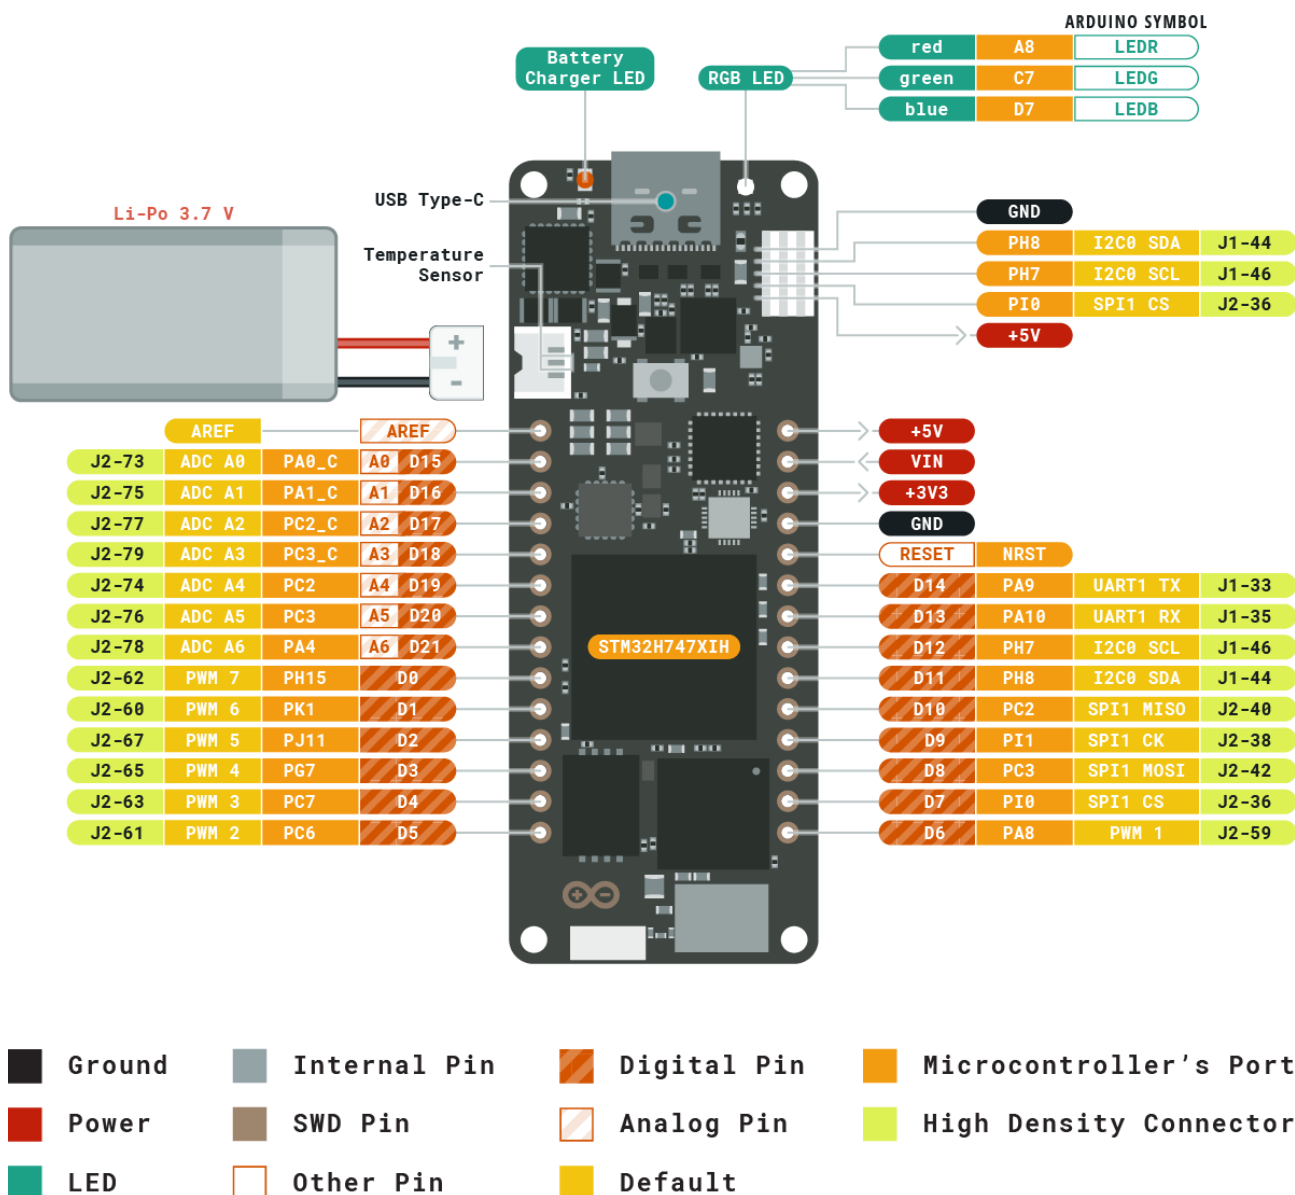 ARDUINO SYMBOL
Battery
Charger LED
RGB LED
red A8 LEDR
green C7 LEDG
blue D7 LEDB
USB Type-C
Li-Po 3.7 V
Temperature
Sensor
GND
PH8 I2C0 SDA J1-44
PH7 I2C0 SCL J1-46
PI0 SPI1 CS J2-36
+5V
+
-
AREF AREF
J2-73 ADC A0 PA0_C A0 D15
J2-75 ADC A1 PA1_C A1 D16
J2-77 ADC A2 PC2_C A2 D17
J2-79 ADC A3 PC3_C A3 D18
J2-74 ADC A4 PC2 A4 D19
J2-76 ADC A5 PC3 A5 D20
J2-78 ADC A6 PA4 A6 D21
J2-62 PWM 7 PH15 D0
J2-60 PWM 6 PK1 D1
J2-67 PWM 5 PJ11 D2
J2-65 PWM 4 PG7 D3
J2-63 PWM 3 PC7 D4
J2-61 PWM 2 PC6 D5
STM32H747XIH
+5V
VIN
+3V3
GND
RESET NRST
D14 PA9 UART1 TX J1-33
D13 PA10 UART1 RX J1-35
D12 PH7 I2C0 SCL J1-46
D11 PH8 I2C0 SDA J1-44
D10 PC2 SPI1 MISO J2-40
D9 PI1 SPI1 CK J2-38
D8 PC3 SPI1 MOSI J2-42
D7 PI0 SPI1 CS J2-36
D6 PA8 PWM 1 J2-59
Ground Internal Pin Digital Pin Microcontroller's Port
Power SWD Pin Analog Pin High Density Connector
LED Other Pin Default